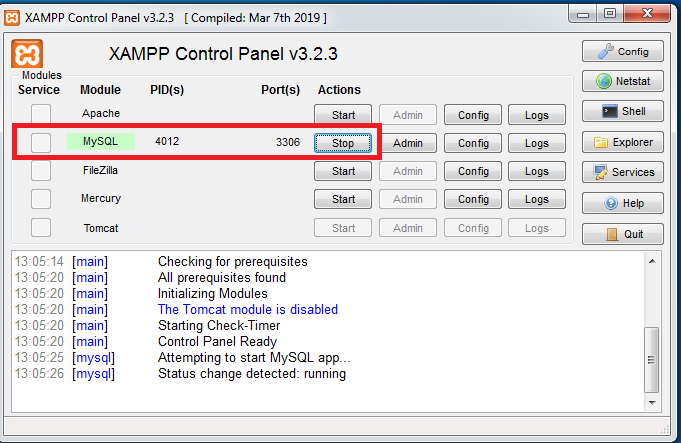 XAMPP Control Panel v3.2.3 [ Compiled: Mar 7th 2019 ]
XAMPP Control Panel v3.2.3
Config
Modules
Service Module PID(s) Port(s) Actions
Netstat
Apache Start Admin Config Logs
Shell
MySQL 4012 3306 Stop Admin Config Logs
Explorer
FileZilla Start Admin Config Logs
Services
Mercury Start Admin Config Logs
Help
Tomcat Start Admin Config Logs
Quit
13:05:14 [main] Checking for prerequisites
13:05:20 [main] All prerequisites found
13:05:20 [main] Initializing Modules
13:05:20 [main] The Tomcat module is disabled
13:05:20 [main] Starting Check-Timer
13:05:20 [main] Control Panel Ready
13:05:25 [mysql] Attempting to start MySQL app...
13:05:26 [mysql] Status change detected: running